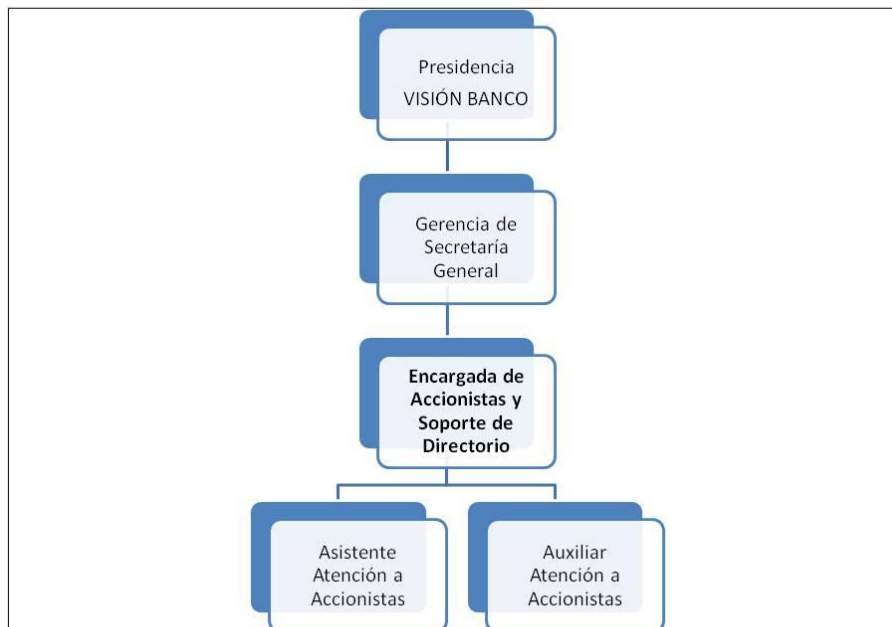 Presidencia
VISIÓN BANCO
Gerencia de
Secretaría
General
Encargada de
Accionistas y
Soporte de
Directorio
Asistente
Atención a
Accionistas
Auxiliar
Atención a
Accionistas